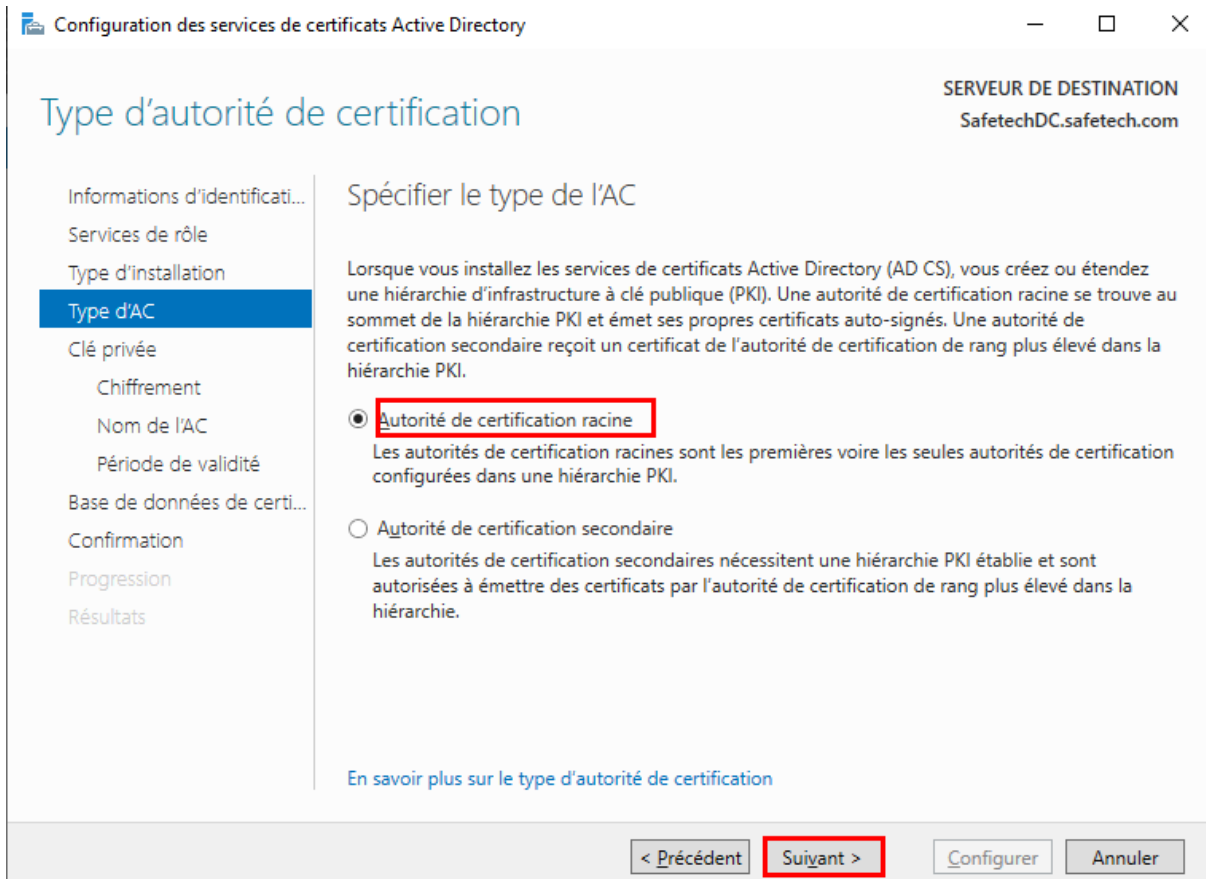 Configuration des services de certificats Active Directory
Type d'autorité de certification
SERVEUR DE DESTINATION
SafetechDC.safetech.com
Informations d'identificati...
Services de rôle
Type d'installation
Type d'AC
Clé privée
Chiffrement
Nom de l'AC
Période de validité
Base de données de certi...
Confirmation
Progression
Résultats
Spécifier le type de l'AC
Lorsque vous installez les services de certificats Active Directory (AD CS), vous créez ou étendez
une hiérarchie d'infrastructure à clé publique (PKI). Une autorité de certification racine se trouve au
sommet de la hiérarchie PKI et émet ses propres certificats auto-signés. Une autorité de
certification secondaire reçoit un certificat de l'autorité de certification de rang plus élevé dans la
hiérarchie PKI.
Autorité de certification racine
Les autorités de certification racines sont les premières voire les seules autorités de certification
configurées dans une hiérarchie PKI.
Autorité de certification secondaire
Les autorités de certification secondaires nécessitent une hiérarchie PKI établie et sont
autorisées à émettre des certificats par l'autorité de certification de rang plus élevé dans la
hiérarchie.
En savoir plus sur le type d'autorité de certification
< Précédent
Suivant >
Configurer
Annuler